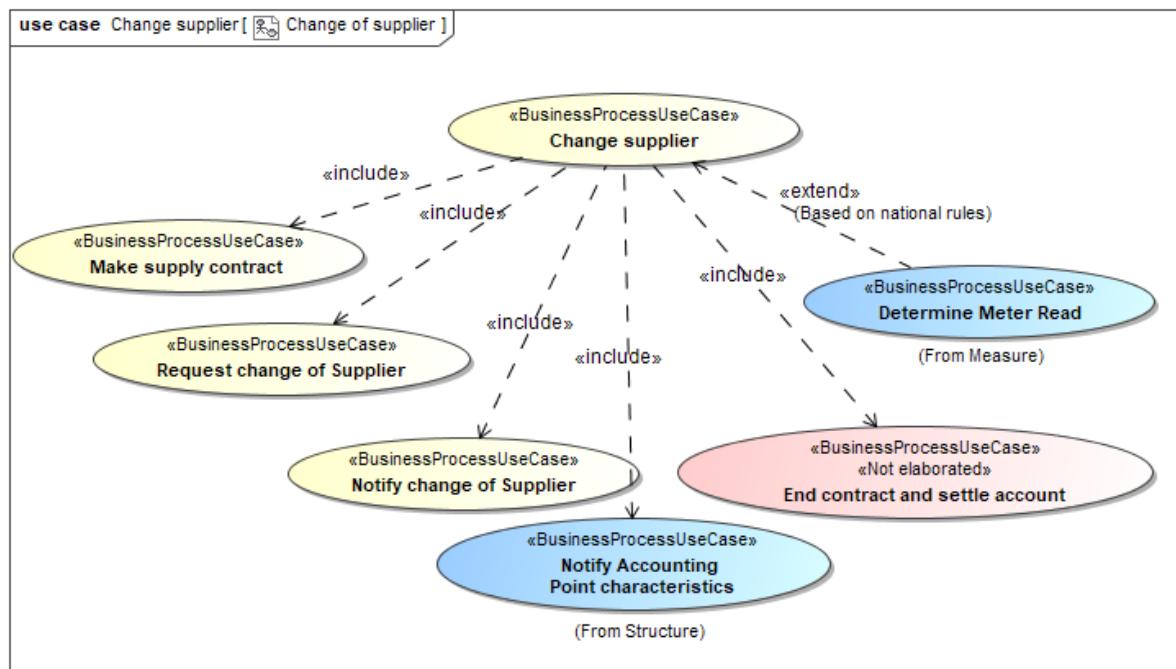 use case Change supplier [ Change of supplier ]
«BusinessProcessUseCase»
Change supplier
«include»
«extend»
«include»
(Based on national rules)
«BusinessProcessUseCase»
Make supply contract
«include»
«BusinessProcessUseCase»
Determine Meter Read
«include»
«BusinessProcessUseCase»
Request change of Supplier
«include»
(From Measure)
«BusinessProcessUseCase»
«Not elaborated»
End contract and settle account
«BusinessProcessUseCase»
Notify change of Supplier
«BusinessProcessUseCase»
Notify Accounting
Point characteristics
(From Structure)